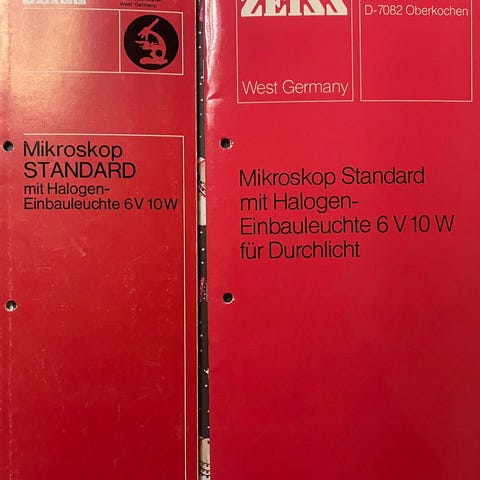 West Germany
Mikroskop
STANDARD
mit Halogen-
Einbauleuchte 6 V 10 W
ZEISS
D-7082 Oberkochen
West Germany
Mikroskop Standard
mit Halogen-
Einbauleuchte 6 V 10 W
für Durchlicht